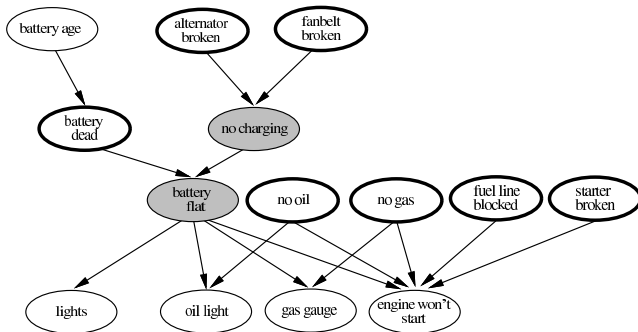 battery age
alternator
broken
fanbelt
broken
battery
dead
no charging
battery
flat
no oil
no gas
fuel line
blocked
starter
broken
lights
oil light
gas gauge
engine won't
start